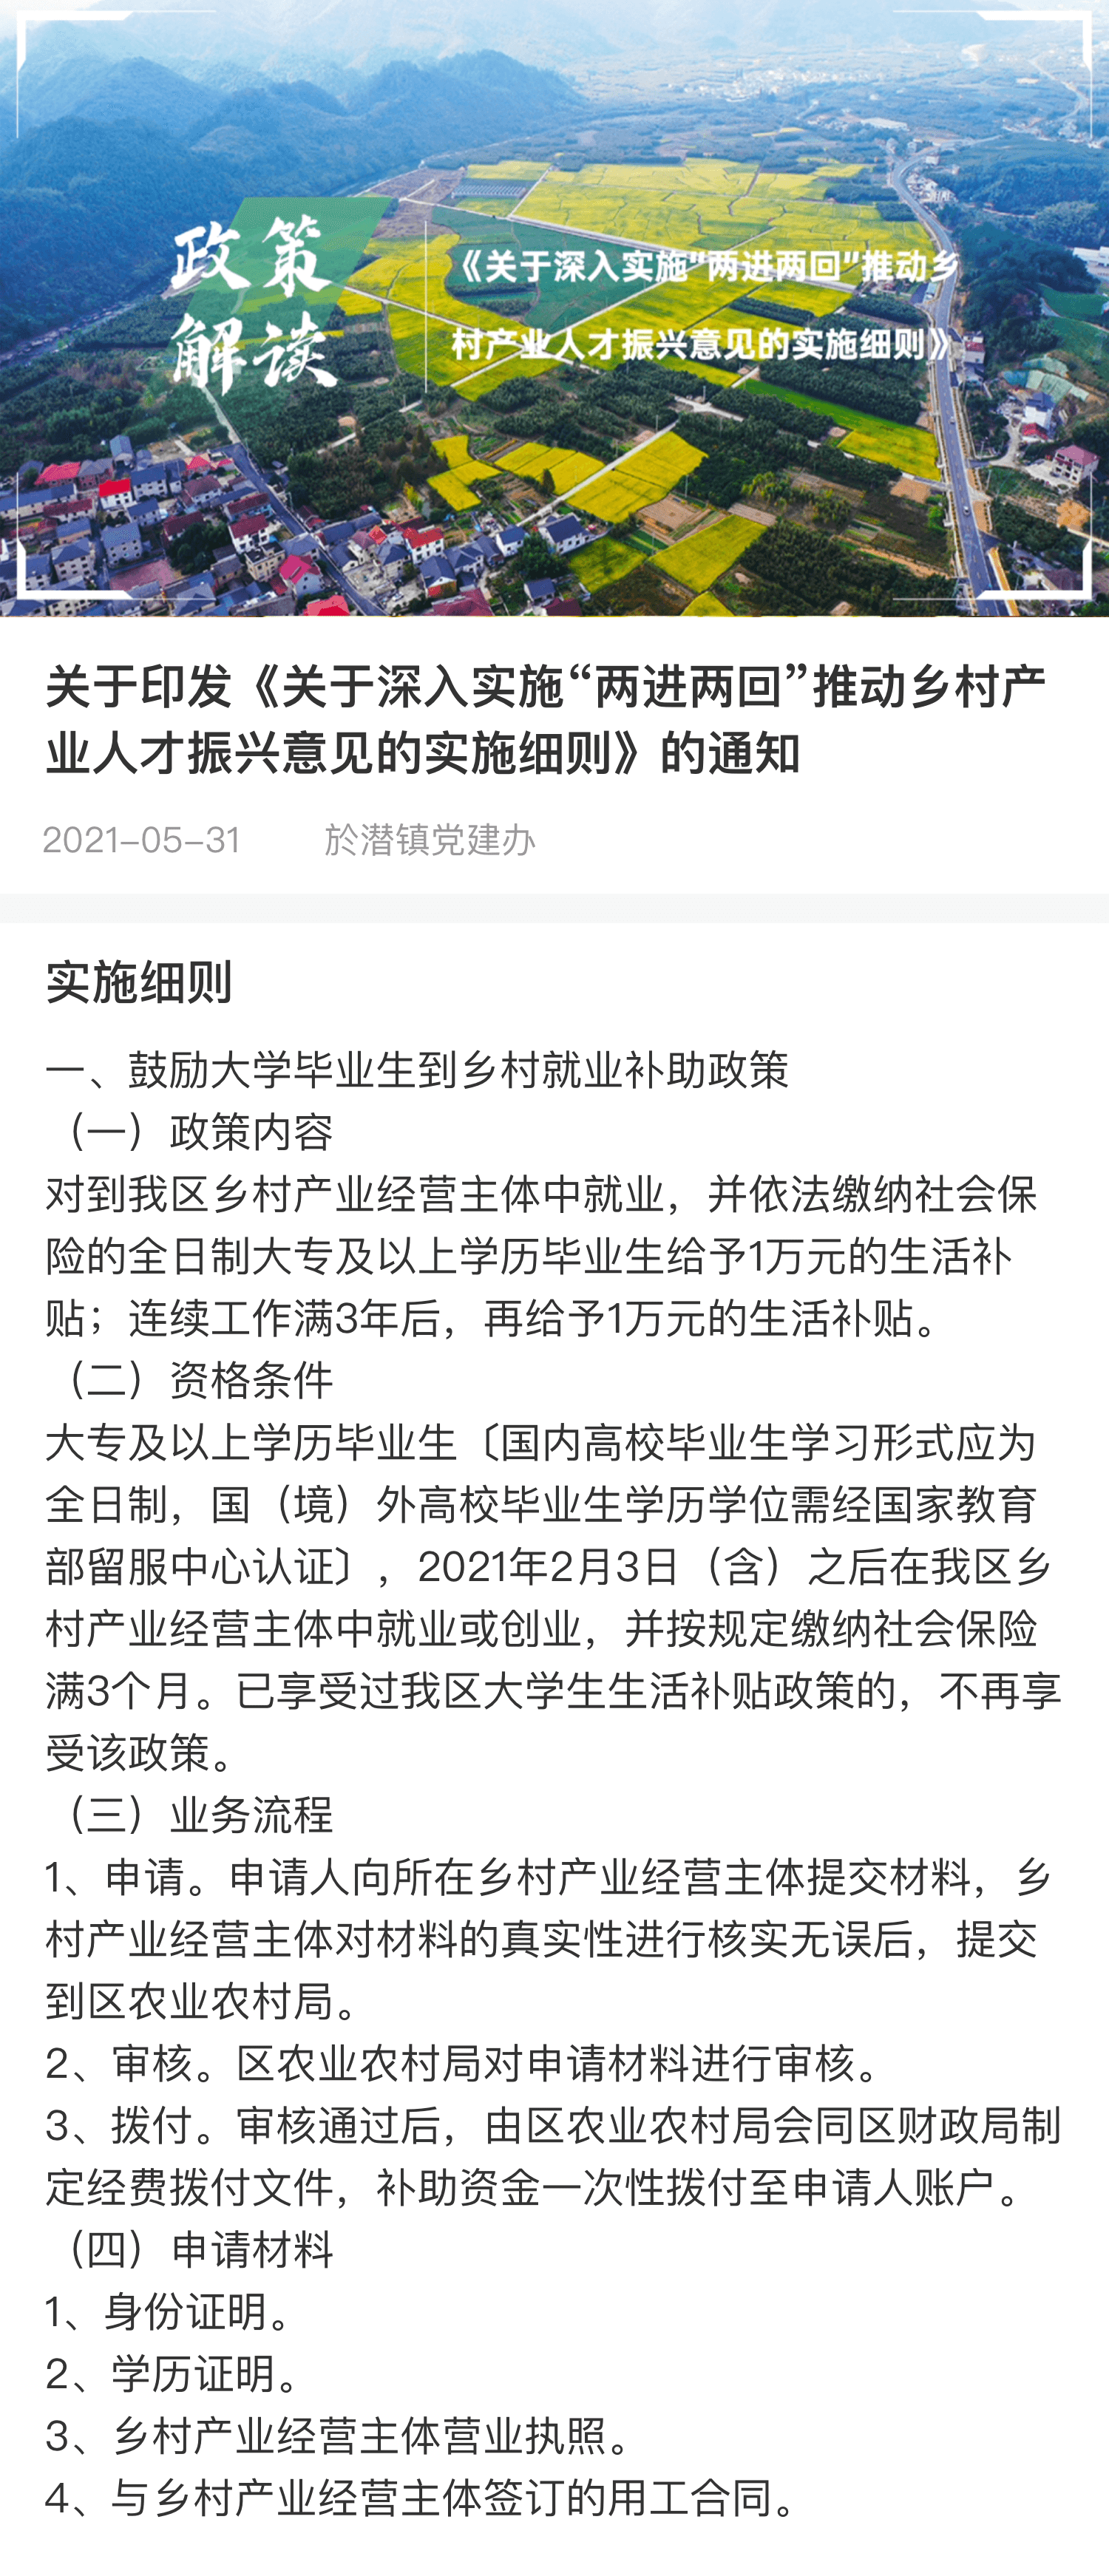 政策
解读
《关于深入实施"两进两回"推动乡
村产业人才振兴意见的实施细则》
关于印发《关于深入实施“两进两回”推动乡村产
业人才振兴意见的实施细则》的通知
2021-05-31 於潜镇党建办
实施细则
一、鼓励大学毕业生到乡村就业补助政策
（一）政策内容
对到我区乡村产业经营主体中就业，并依法缴纳社会保
险的全日制大专及以上学历毕业生给予1万元的生活补
贴；连续工作满3年后，再给予1万元的生活补贴。
（二）资格条件
大专及以上学历毕业生〔国内高校毕业生学习形式应为
全日制，国（境）外高校毕业生学历学位需经国家教育
部留服中心认证〕，2021年2月3日（含）之后在我区乡
村产业经营主体中就业或创业，并按规定缴纳社会保险
满3个月。已享受过我区大学生生活补贴政策的，不再享
受该政策。
（三）业务流程
1、申请。申请人向所在乡村产业经营主体提交材料，乡
村产业经营主体对材料的真实性进行核实无误后，提交
到区农业农村局。
2、审核。区农业农村局对申请材料进行审核。
3、拨付。审核通过后，由区农业农村局会同区财政局制
定经费拨付文件，补助资金一次性拨付至申请人账户。
（四）申请材料
1、身份证明。
2、学历证明。
3、乡村产业经营主体营业执照。
4、与乡村产业经营主体签订的用工合同。